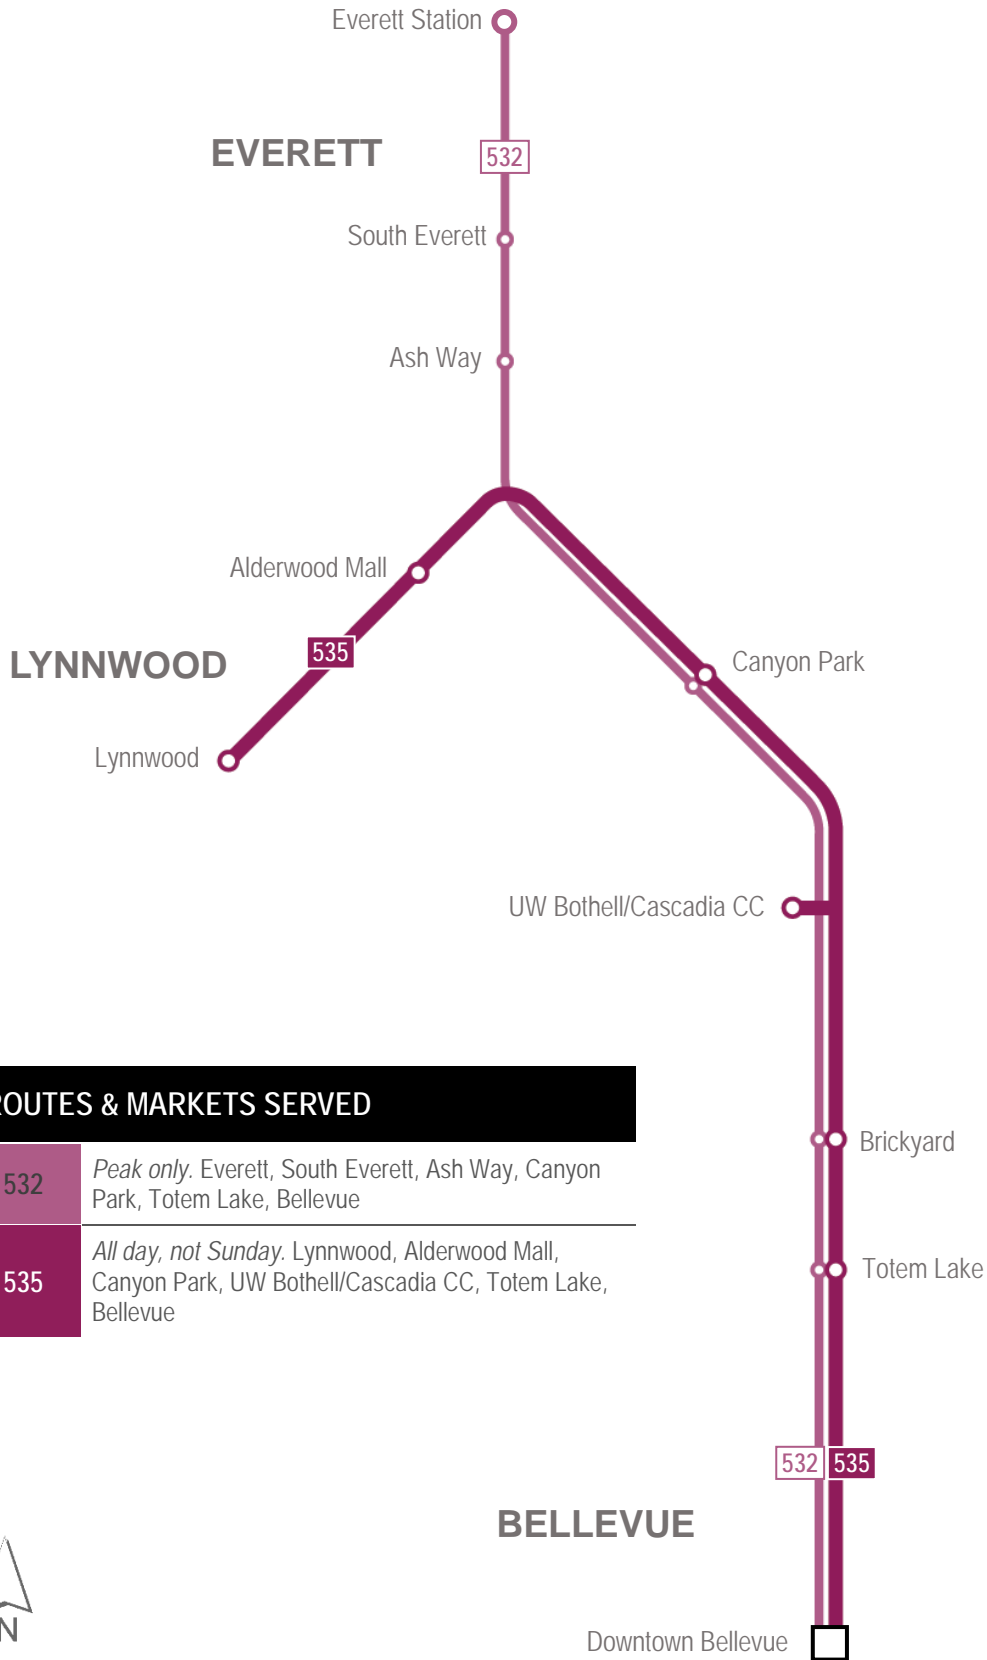 Everett Station
EVERETT
532
South Everett
Ash Way
Alderwood Mall
535
LYNNWOOD
Canyon Park
Lynnwood
UW Bothell/Cascadia CC
ROUTES & MARKETS SERVED
532
Peak only. Everett, South Everett, Ash Way, Canyon
Park, Totem Lake, Bellevue
535
All day, not Sunday. Lynnwood, Alderwood Mall,
Canyon Park, UW Bothell/Cascadia CC, Totem Lake,
Bellevue
Brickyard
Totem Lake
532 535
BELLEVUE
N
Downtown Bellevue